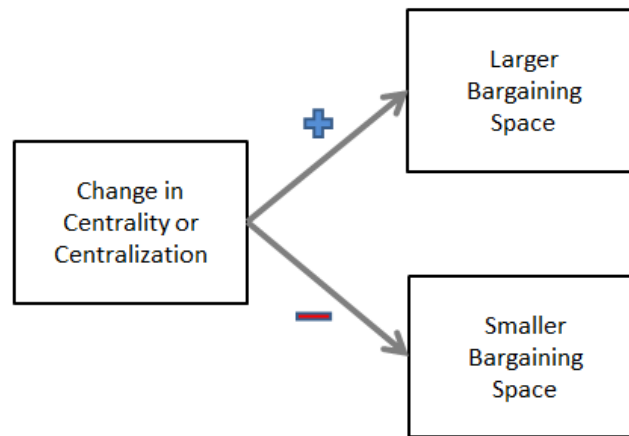 Larger
Bargaining
Space
Change in
Centrality or
Centralization
Smaller
Bargaining
Space